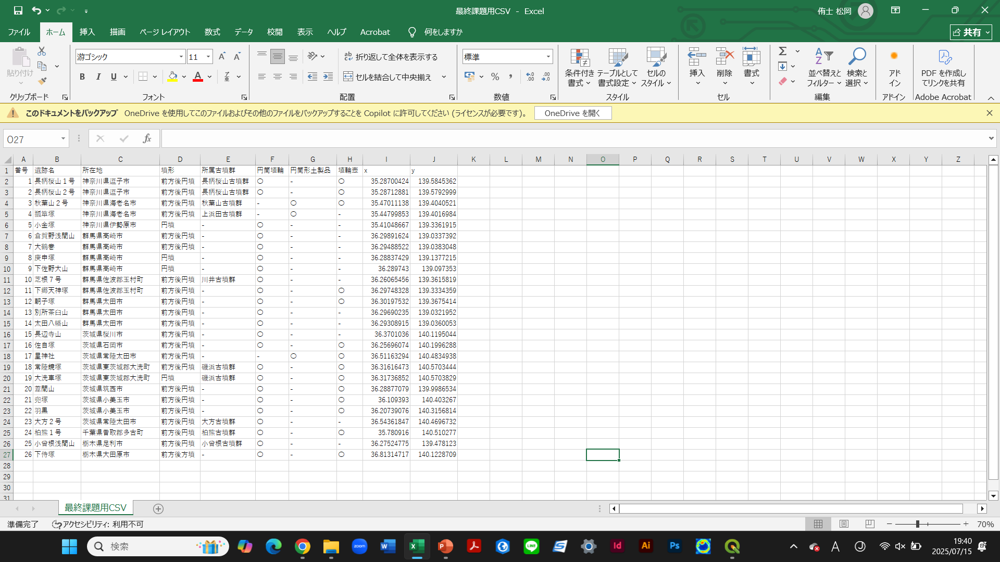 最終課題用CSV - Excel
侑士 松岡
ファイル ホーム 挿入 描画 ページ レイアウト 数式 データ 校閲 表示 ヘルプ Acrobat 何をしますか
共有
貼り付け
クリップボード
游ゴシック 11
B I U
フォント
折り返して全体を表示する
セルを結合して中央揃え
配置
標準
数値
条件付き書式
テーブルとして書式設定
セルのスタイル
スタイル
挿入 削除 書式
セル
並べ替えとフィルター
検索と選択
編集
アドイン
アドイン
PDF を作成してリンクを共有
Adobe Acrobat
このドキュメントをバックアップ OneDrive を使用してこのファイルおよびその他のファイルをバックアップすることを Copilot に許可してください (ライセンスが必要です)。 OneDrive を開く
O27 fx
A B C D E F G H I J K L M N O P Q R S T U V W X Y Z
1 番号 遺跡名 所在地 墳形 所属古墳群 円筒埴輪 円筒形土製品 埴輪壺 x y
2 1 長柄桜山１号 神奈川県逗子市 前方後円墳 長柄桜山古墳群 〇 - 〇 35.28700424 139.5845362
3 2 長柄桜山２号 神奈川県逗子市 前方後円墳 長柄桜山古墳群 〇 - 〇 35.28712881 139.5792999
4 3 秋葉山２号 神奈川県海老名市 前方後円墳 秋葉山古墳群 - 〇 〇 35.47011138 139.4040521
5 4 瓢箪塚 神奈川県海老名市 前方後円墳 上浜田古墳群 - 〇 - 35.44799853 139.4016984
6 5 小金塚 神奈川県伊勢原市 円墳 - 〇 - - 35.41048667 139.3361915
7 6 倉賀野浅間山 群馬県高崎市 前方後円墳 - 〇 - - 36.29891624 139.0337392
8 7 大鶴巻 群馬県高崎市 前方後円墳 - 〇 - - 36.29488522 139.0383048
9 8 庚申塚 群馬県高崎市 円墳 - 〇 - - 36.28837429 139.1377215
10 9 下佐野大山 群馬県高崎市 円墳 - 〇 - - 36.289743 139.097353
11 10 芝根７号 群馬県佐波郡玉村町 前方後円墳 川井古墳群 〇 - - 36.26065456 139.3615819
12 11 下郷天神塚 群馬県佐波郡玉村町 前方後円墳 - 〇 - 〇 36.29748328 139.3334359
13 12 朝子塚 群馬県太田市 前方後円墳 - 〇 - 〇 36.30197532 139.3675414
14 13 別所茶臼山 群馬県太田市 前方後円墳 - 〇 - - 36.29690235 139.0321952
15 14 太田八幡山 群馬県太田市 前方後円墳 - 〇 - - 36.29308915 139.0360053
16 15 長辺寺山 茨城県桜川市 前方後円墳 - 〇 - - 36.3701036 140.1195044
17 16 佐自塚 茨城県石岡市 前方後円墳 - 〇 - 〇 36.25696074 140.1996288
18 17 星神社 茨城県常陸太田市 前方後円墳 - - 〇 〇 36.51163294 140.4834938
19 18 常陸鏡塚 茨城県東茨城郡大洗町 前方後円墳 磯浜古墳群 〇 - 〇 36.31616473 140.5703444
20 19 大洗車塚 茨城県東茨城郡大洗町 円墳 磯浜古墳群 〇 - 〇 36.31736852 140.5703829
21 20 葦間山 茨城県筑西市 前方後円墳 - 〇 - 〇 36.28877079 139.9986534
22 21 兜塚 茨城県小美玉市 前方後円墳 - 〇 - 〇 36.109393 140.403267
23 22 羽黒 茨城県小美玉市 前方後円墳 - 〇 - 〇 36.20739076 140.3156814
24 23 大方２号 茨城県常陸太田市 前方後円墳 大方古墳群 〇 - - 36.54361847 140.4696732
25 24 柏熊１号 千葉県香取郡多古町 前方後円墳 柏熊古墳群 〇 - 〇 35.780916 140.510277
26 25 小曾根浅間山 栃木県足利市 前方後円墳 小曾根古墳群 〇 - - 36.27524775 139.478123
27 26 下侍塚 栃木県大田原市 前方後方墳 - 〇 - 〇 36.81314717 140.1228709
28
29
30
31
最終課題用CSV
準備完了 アクセシビリティ: 利用不可 70%
検索
zoom
W
X
P
LINE
Id
Ai
Ps
A
J
19:40
2025/07/15